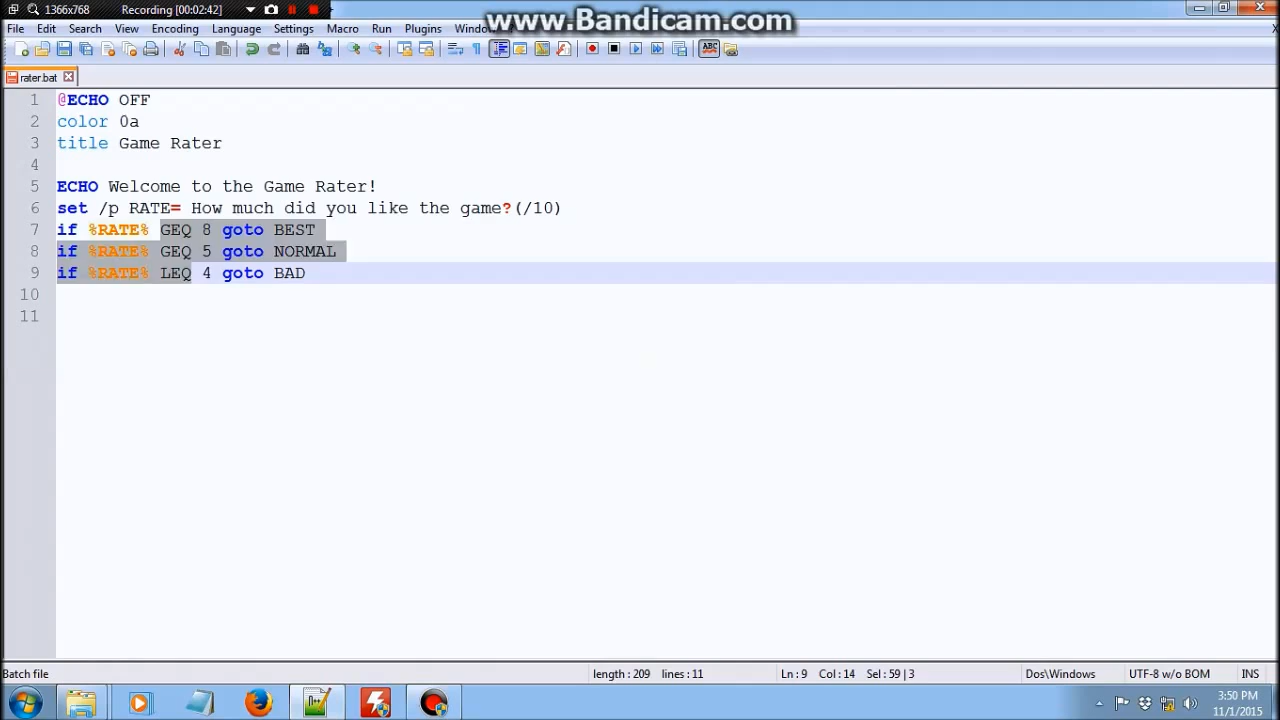 1366x768 Recording [00:02:42]
www.Bandicam.com
File Edit Search View Encoding Language Settings Macro Run Plugins Window
rater.bat
1 @ECHO OFF
2 color 0a
3 title Game Rater
4
5 ECHO Welcome to the Game Rater!
6 set /p RATE= How much did you like the game?(/10)
7 if %RATE% GEQ 8 goto BEST
8 if %RATE% GEQ 5 goto NORMAL
9 if %RATE% LEQ 4 goto BAD
10
11
Batch file length : 209 lines : 11 Ln : 9 Col : 14 Sel : 59 | 3 Dos\Windows UTF-8 w/o BOM INS
3:50 PM
11/1/2015